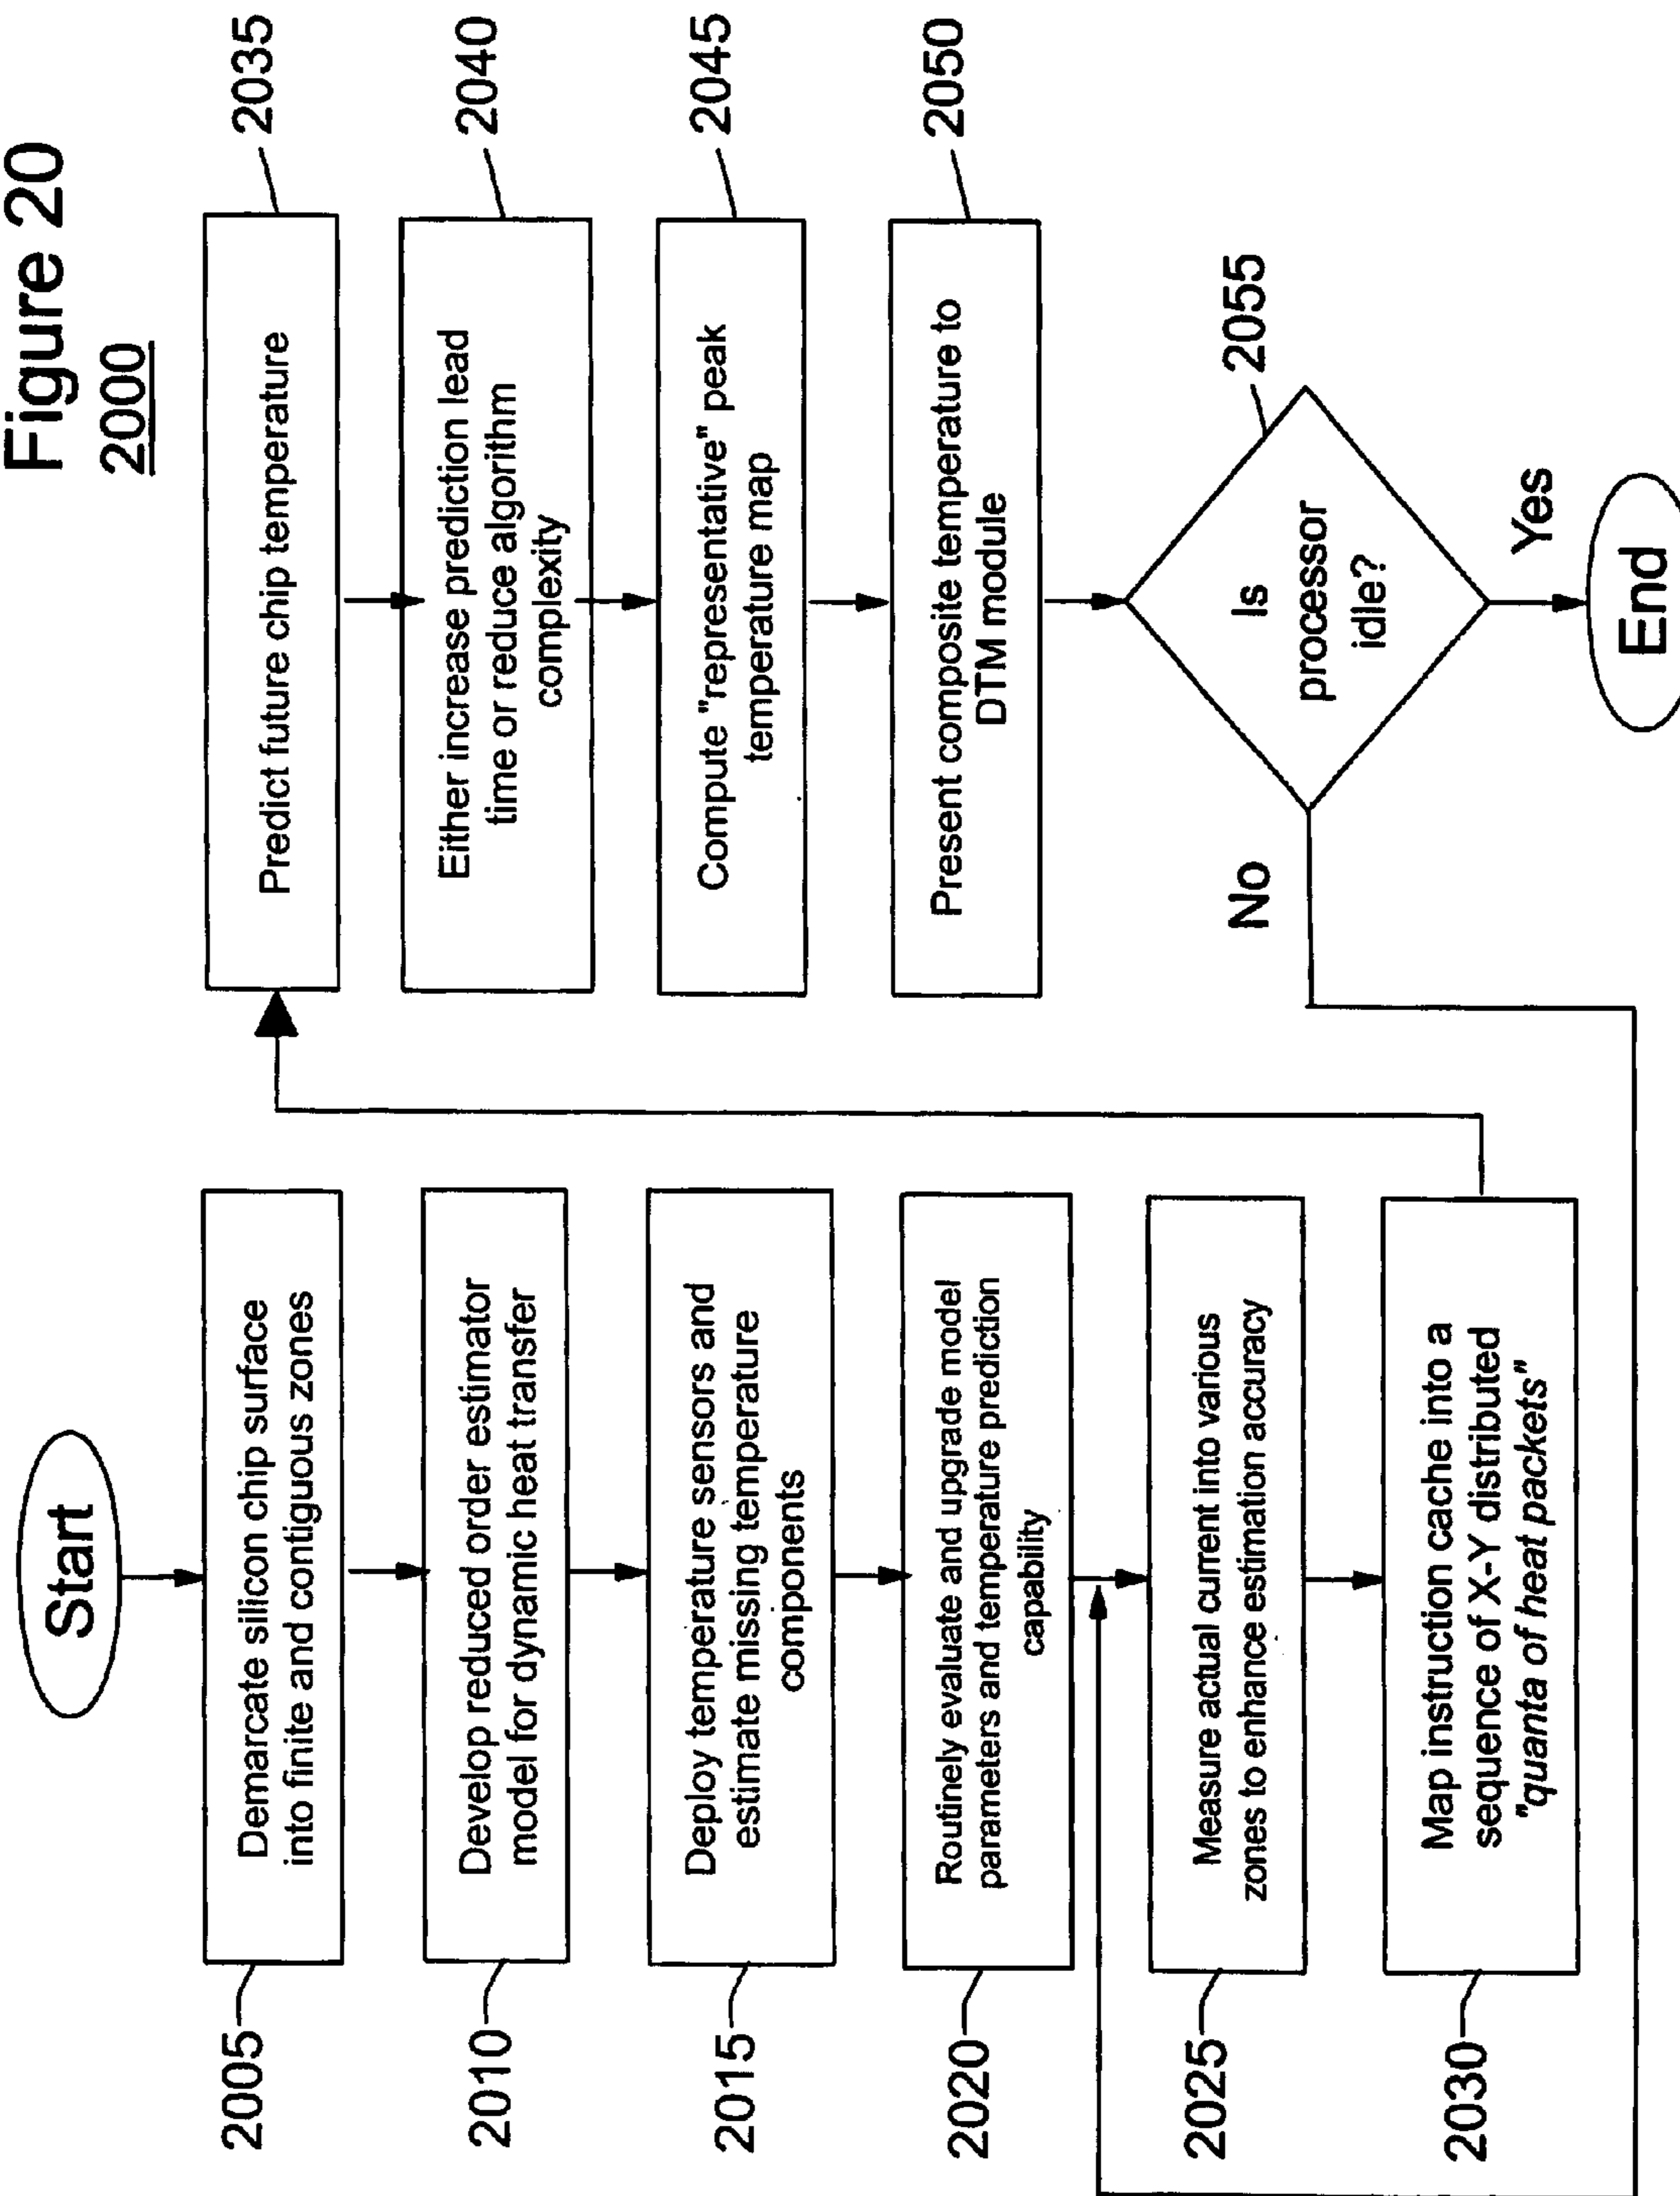 Figure 20
2000
Start
2005
Demarcate silicon chip surface
into finite and contiguous zones
2010
Develop reduced order estimator
model for dynamic heat transfer
2015
Deploy temperature sensors and
estimate missing temperature
components
2020
Routinely evaluate and upgrade model
parameters and temperature prediction
capability
2025
Measure actual current into various
zones to enhance estimation accuracy
2030
Map instruction cache into a
sequence of X-Y distributed
"quanta of heat packets"
2035
Predict future chip temperature
2040
Either increase prediction lead
time or reduce algorithm
complexity
2045
Compute "representative" peak
temperature map
2050
Present composite temperature to
DTM module
2055
Is
processor
idle?
No
Yes
End